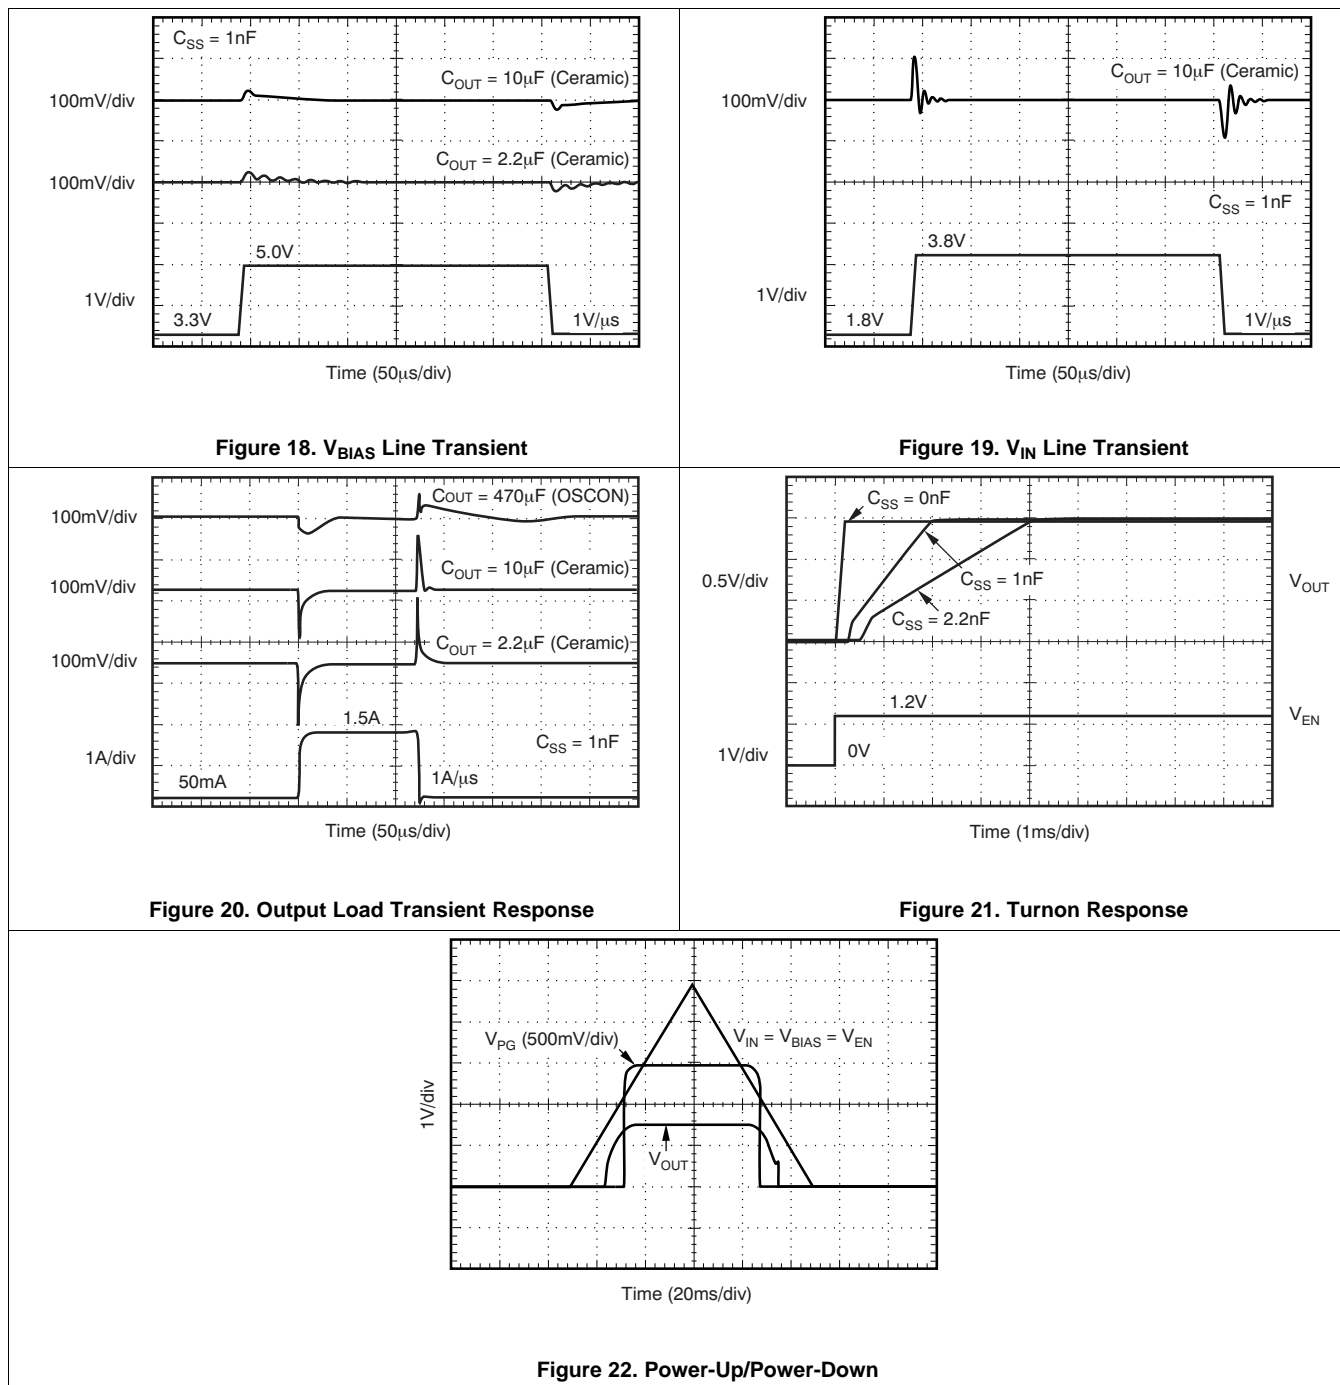 C_SS = 1nF
C_OUT = 10μF (Ceramic)
100mV/div
C_OUT = 2.2μF (Ceramic)
100mV/div
5.0V
1V/div
3.3V
1V/μs
Time (50μs/div)
Figure 18. V_BIAS Line Transient
C_OUT = 10μF (Ceramic)
100mV/div
C_SS = 1nF
3.8V
1V/div
1.8V
1V/μs
Time (50μs/div)
Figure 19. V_IN Line Transient
C_OUT = 470μF (OSCON)
100mV/div
C_OUT = 10μF (Ceramic)
100mV/div
C_OUT = 2.2μF (Ceramic)
100mV/div
1.5A
C_SS = 1nF
1A/div
50mA
1A/μs
Time (50μs/div)
Figure 20. Output Load Transient Response
C_SS = 0nF
0.5V/div
C_SS = 1nF
V_OUT
C_SS = 2.2nF
1.2V
V_EN
1V/div
0V
Time (1ms/div)
Figure 21. Turnon Response
V_PG (500mV/div)
V_IN = V_BIAS = V_EN
1V/div
V_OUT
Time (20ms/div)
Figure 22. Power-Up/Power-Down